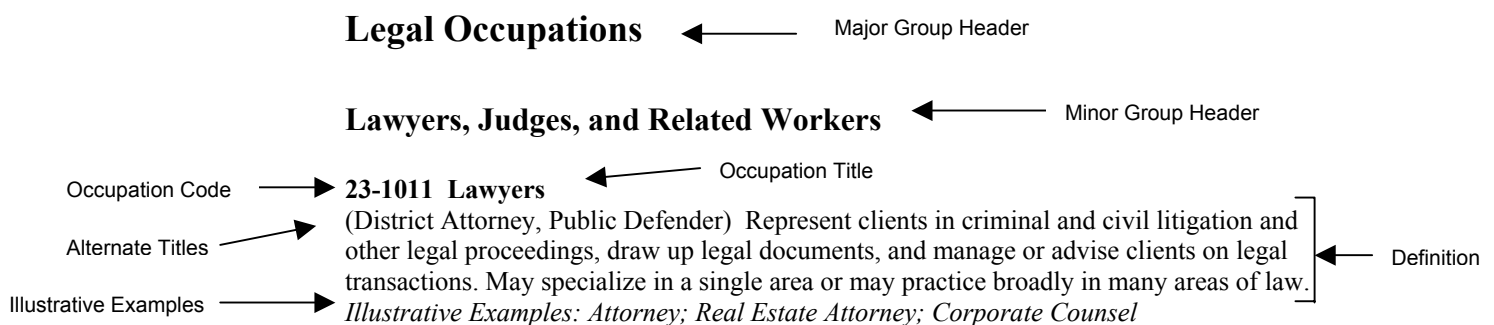 Legal Occupations
Major Group Header
Lawyers, Judges, and Related Workers
Minor Group Header
Occupation Title
Occupation Code
23-1011 Lawyers
(District Attorney, Public Defender) Represent clients in criminal and civil litigation and
Alternate Titles
other legal proceedings, draw up legal documents, and manage or advise clients on legal
Definition
transactions. May specialize in a single area or may practice broadly in many areas of law.
Illustrative Examples
Illustrative Examples: Attorney; Real Estate Attorney; Corporate Counsel